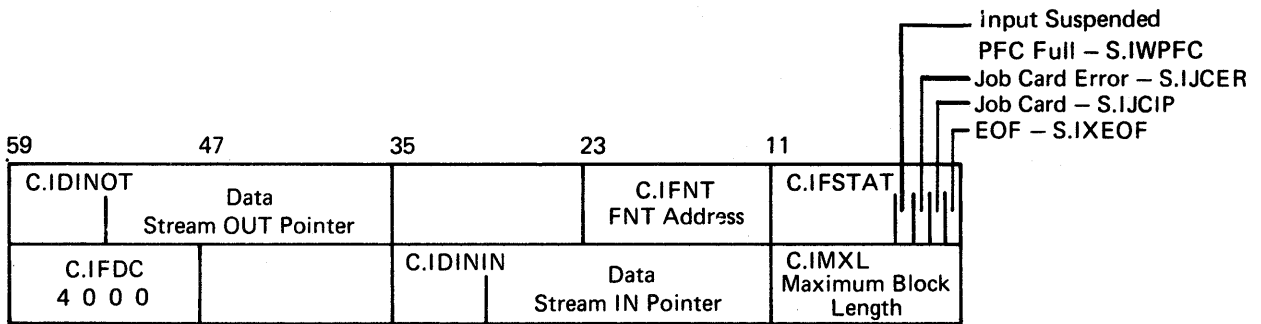 Input Suspended
PFC Full – S.IWPFC
Job Card Error – S.IJCER
Job Card – S.IJCIP
EOF – S.IXEOF
59 47 35 23 11
C.IDINOT
Data
Stream OUT Pointer
C.IFNT
FNT Address
C.IFSTAT
C.IFDC
4 0 0 0
C.IDININ
Data
Stream IN Pointer
C.IMXL
Maximum Block
Length